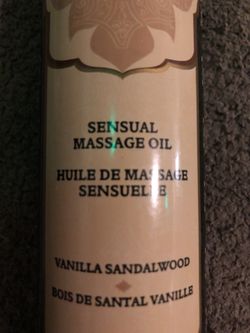 SENSUAL
MASSAGE OIL
HUILE DE MASSAGE
SENSUELLE
VANILLA SANDALWOOD
BOIS DE SANTAL VANILLE